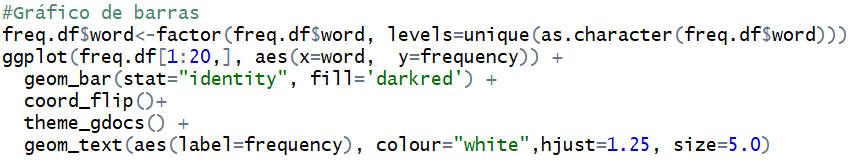 #Gráfico de barras
freq.df$word<-factor(freq.df$word, levels=unique(as.character(freq.df$word)))
ggplot(freq.df[1:20,], aes(x=word,  y=frequency)) +
  geom_bar(stat="identity", fill='darkred') +
  coord_flip()+
  theme_gdocs() +
  geom_text(aes(label=frequency), colour="white",hjust=1.25, size=5.0)